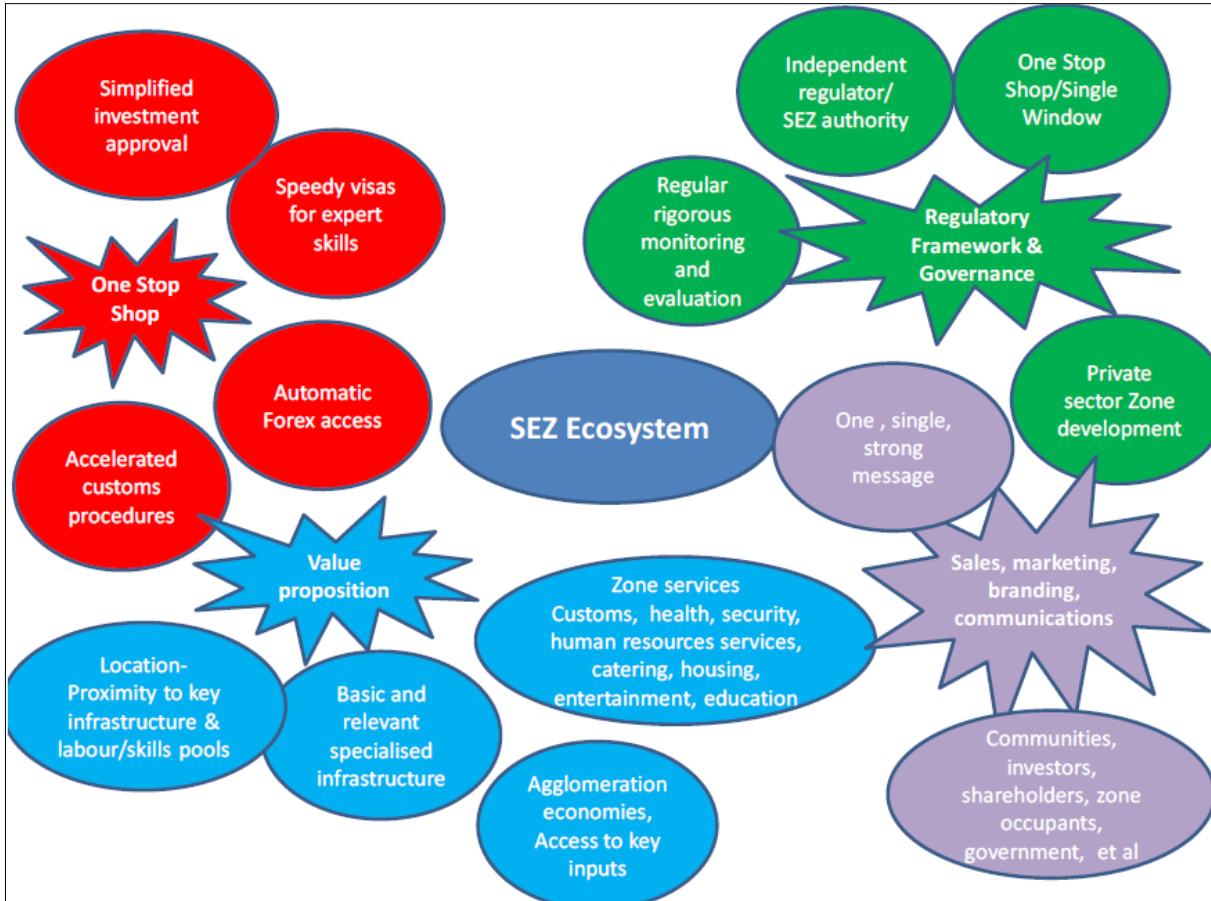 Simplified
investment
approval
Speedy visas
for expert
skills
One Stop
Shop
Automatic
Forex access
Accelerated
customs
procedures
Independent
regulator/
SEZ authority
One Stop
Shop/Single
Window
Regular
rigorous
monitoring
and
evaluation
Regulatory
Framework &
Governance
Private
sector Zone
development
SEZ Ecosystem
One , single,
strong
message
Sales, marketing,
branding,
communications
Communities,
investors,
shareholders, zone
occupants,
government, et al
Value
proposition
Zone services
Customs, health, security,
human resources services,
catering, housing,
entertainment, education
Location-
Proximity to key
infrastructure &
labour/skills pools
Basic and
relevant
specialised
infrastructure
Agglomeration
economies,
Access to key
inputs